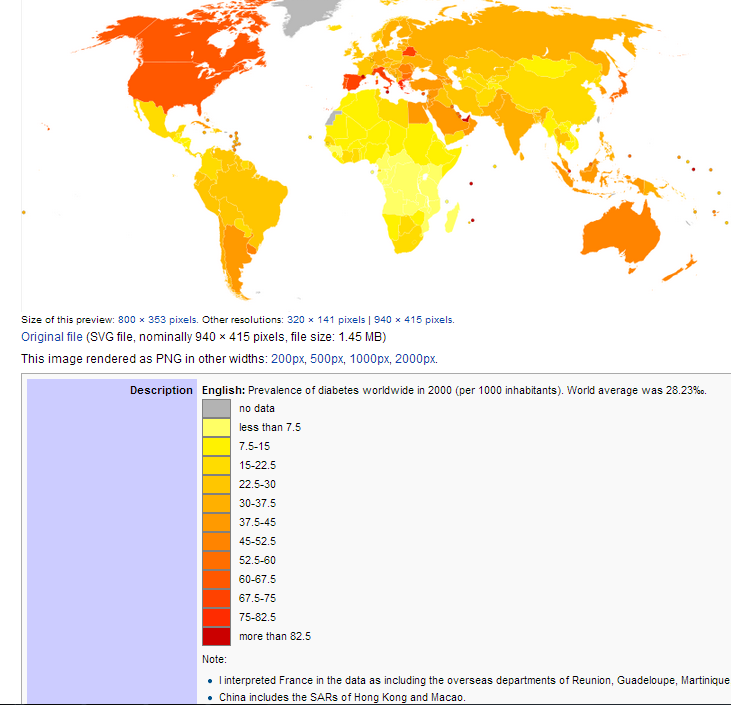 Size of this preview: 800 × 353 pixels. Other resolutions: 320 × 141 pixels | 940 × 415 pixels.
Original file (SVG file, nominally 940 × 415 pixels, file size: 1.45 MB)
This image rendered as PNG in other widths: 200px, 500px, 1000px, 2000px.
Description English: Prevalence of diabetes worldwide in 2000 (per 1000 inhabitants). World average was 28.23‰.
no data
less than 7.5
7.5-15
15-22.5
22.5-30
30-37.5
37.5-45
45-52.5
52.5-60
60-67.5
67.5-75
75-82.5
more than 82.5
Note:
• I interpreted France in the data as including the overseas departments of Reunion, Guadeloupe, Martinique
• China includes the SARs of Hong Kong and Macao.